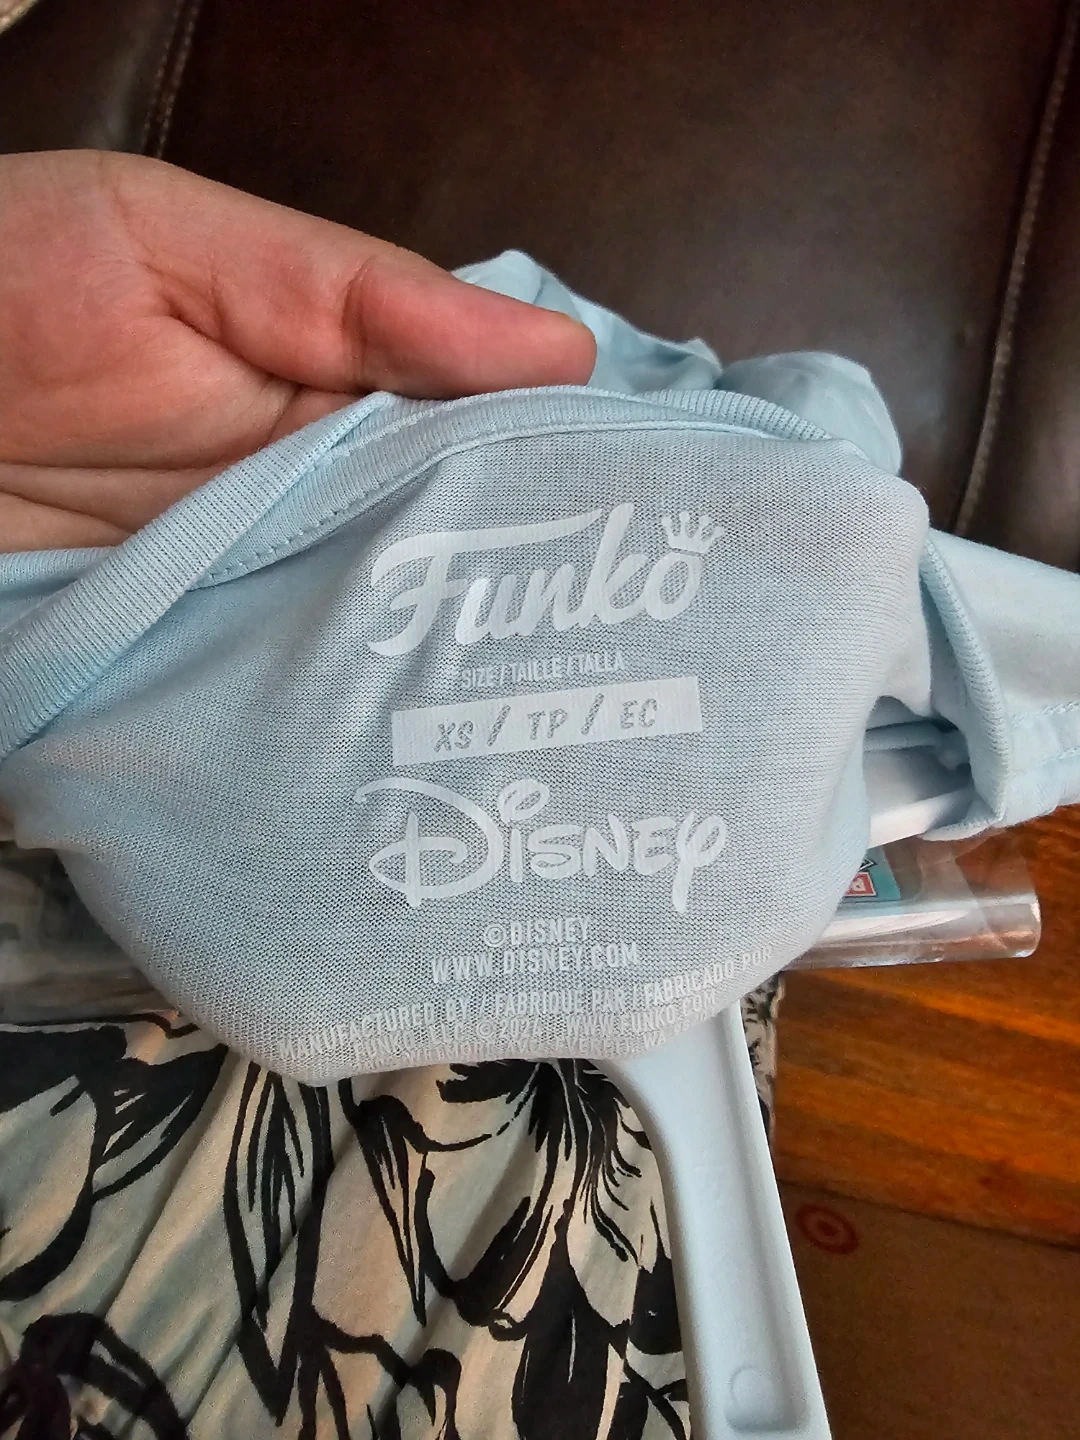 Funko
SIZE/TAILLE/TALLA
XS / TP / EC
Disney
©DISNEY
WWW.DISNEY.COM
MANUFACTURED BY / FABRIQUÉ PAR / FABRICADO POR
FUNKO, LLC. ©2024 WWW.FUNKO.COM